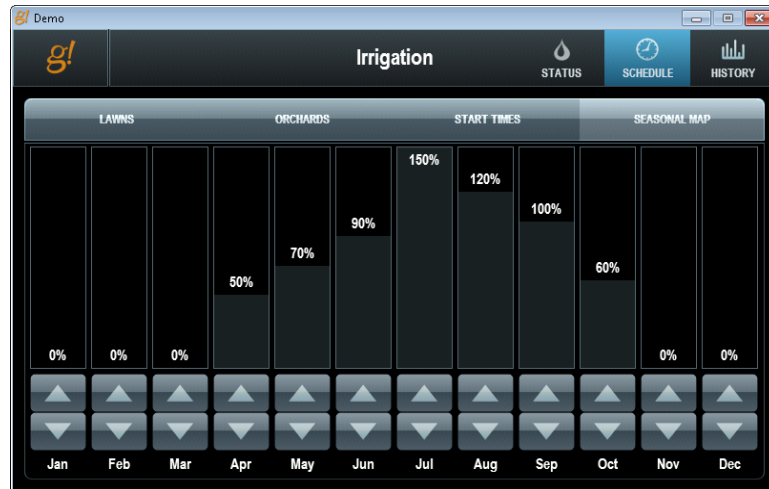 g! Demo
g!
Irrigation
STATUS
SCHEDULE
HISTORY
LAWNS
ORCHARDS
START TIMES
SEASONAL MAP
0% 0% 0% 50% 70% 90% 150% 120% 100% 60% 0% 0%
Jan Feb Mar Apr May Jun Jul Aug Sep Oct Nov Dec